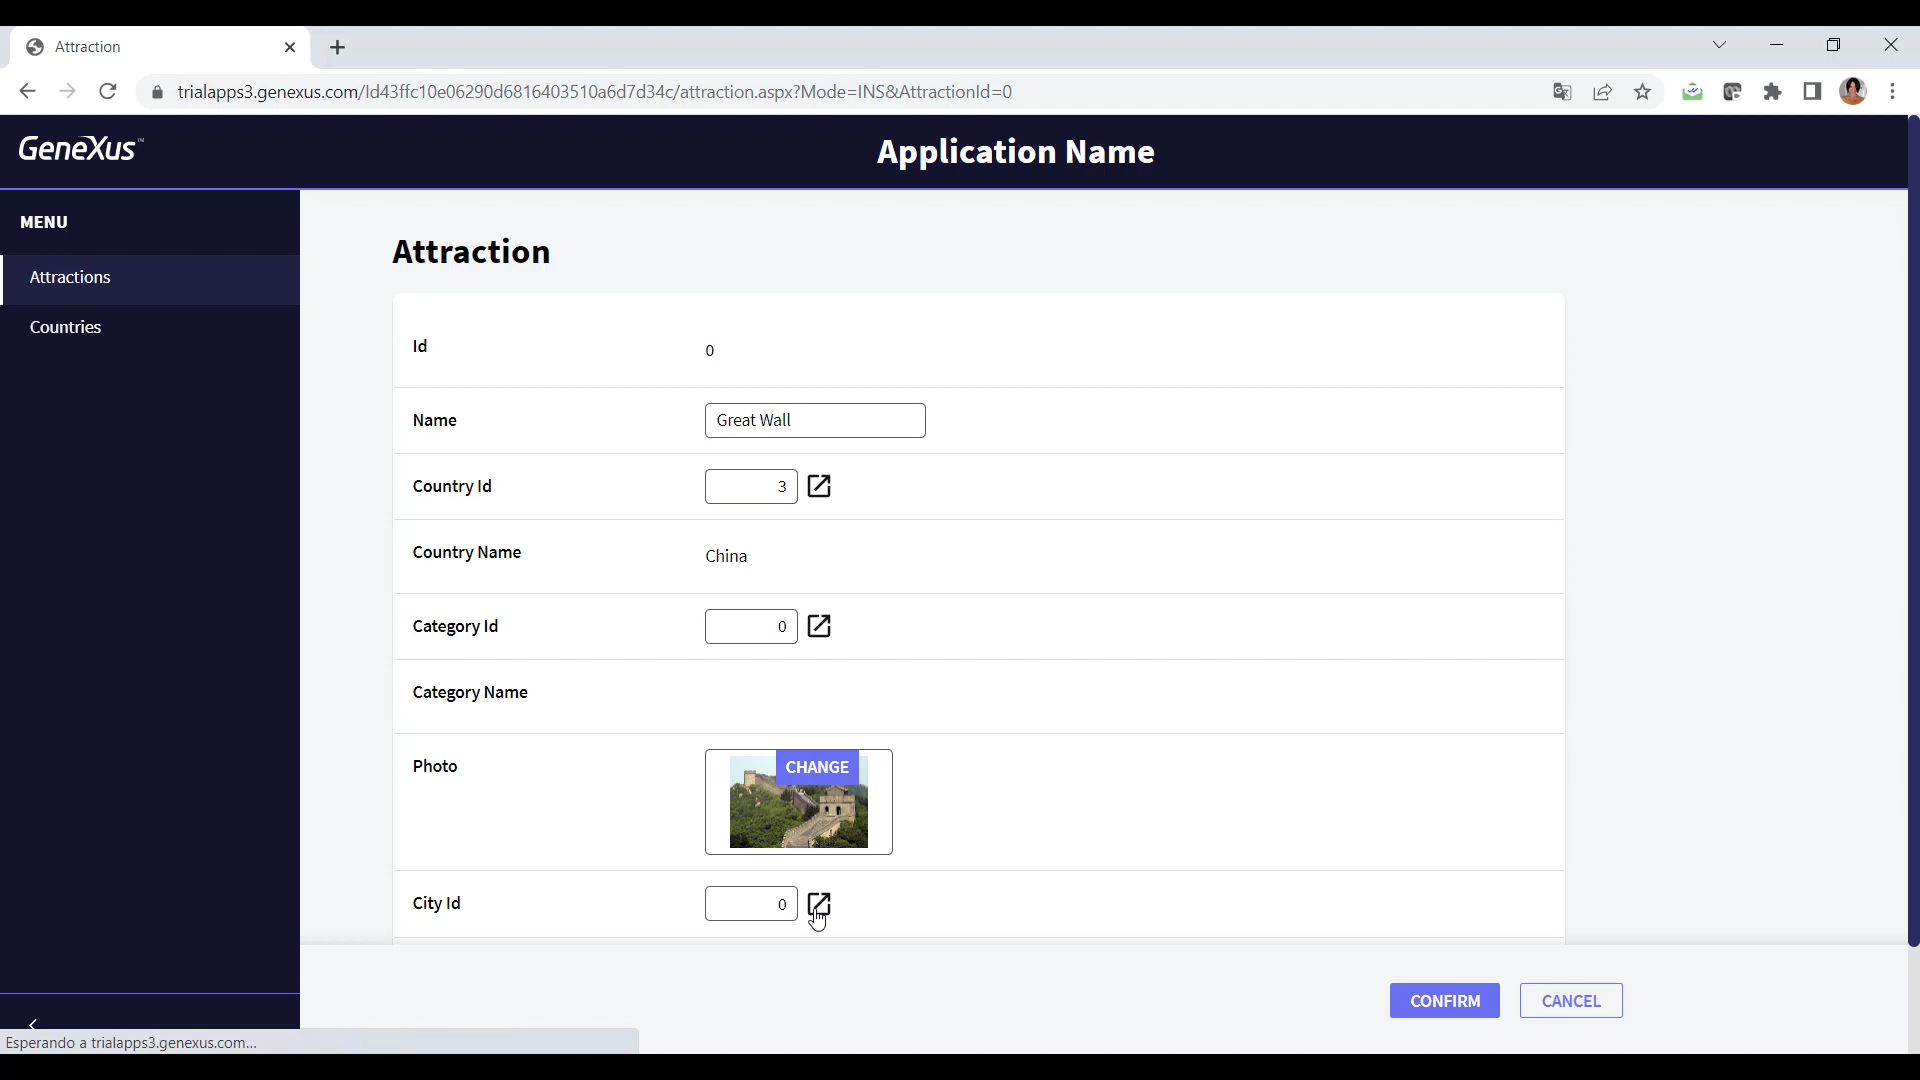 Attraction
trialapps3.genexus.com/Id43ffc10e06290d6816403510a6d7d34c/attraction.aspx?Mode=INS&AttractionId=0
GeneXus™
Application Name
MENU
Attractions
Countries
Attraction
Id 0
Name Great Wall
Country Id 3
Country Name China
Category Id 0
Category Name
Photo CHANGE
City Id 0
CONFIRM CANCEL
Esperando a trialapps3.genexus.com...